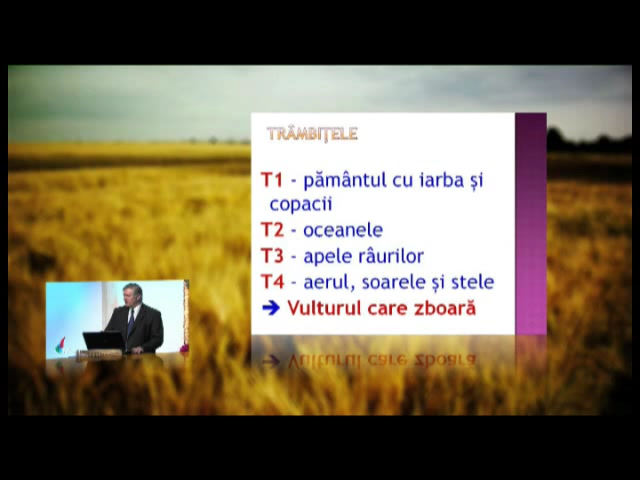 TRÂMBIȚELE
T1 - pământul cu iarba și
copacii
T2 - oceanele
T3 - apele râurilor
T4 - aerul, soarele și stele
➔ Vulturul care zboară